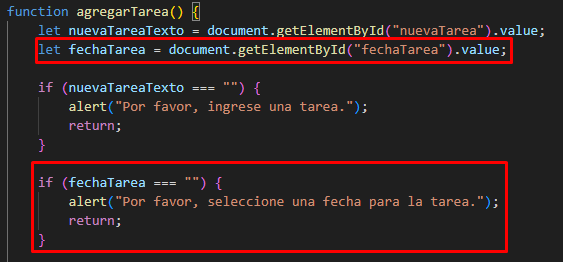 function agregarTarea() {
let nuevaTareaTexto = document.getElementById("nuevaTarea").value;
let fechaTarea = document.getElementById("fechaTarea").value;
if (nuevaTareaTexto === "") {
alert("Por favor, ingrese una tarea.");
return;
}
if (fechaTarea === "") {
alert("Por favor, seleccione una fecha para la tarea.");
return;
}